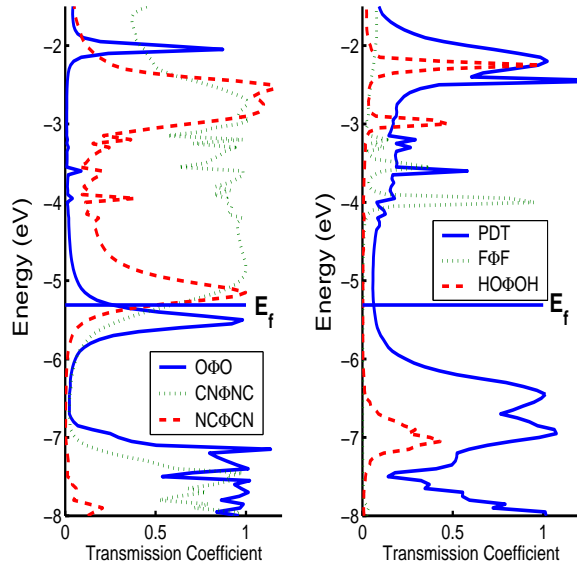 −2
−3
−4
−5
−6
−7
−8
0
0.5
1
Energy (eV)
Transmission Coefficient
E_f
OΦO
CNΦNC
NCΦCN
−2
−3
−4
−5
−6
−7
−8
0
0.5
1
Energy (eV)
Transmission Coefficient
E_f
PDT
FΦF
HOΦOH